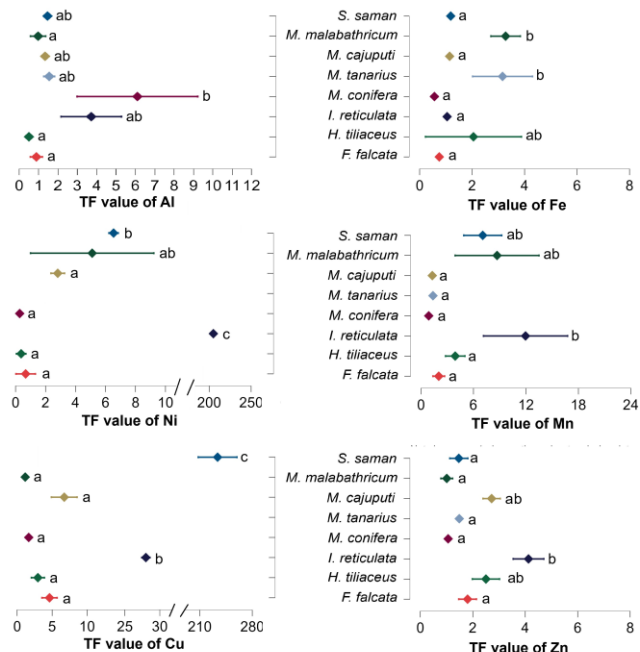 ab
S. saman
a
a
M. malabathricum
b
ab
M. cajuputi
a
ab
M. tanarius
b
b
M. conifera
a
ab
I. reticulata
a
a
H. tiliaceus
ab
a
F. falcata
a
0 1 2 3 4 5 6 7 8 9 10 11 12
0 2 4 6 8
TF value of Al
TF value of Fe
b
S. saman
ab
ab
M. malabathricum
ab
a
M. cajuputi
a
M. tanarius
a
a
M. conifera
a
c
I. reticulata
b
a
H. tiliaceus
a
a
F. falcata
a
0 2 4 6 8 10 200 250
0 6 12 18 24
TF value of Ni
TF value of Mn
c
S. saman
a
a
M. malabathricum
a
a
M. cajuputi
ab
M. tanarius
a
a
M. conifera
a
b
I. reticulata
b
a
H. tiliaceus
ab
a
F. falcata
a
0 5 10 15 20 25 30 210 280
0 2 4 6 8
TF value of Cu
TF value of Zn